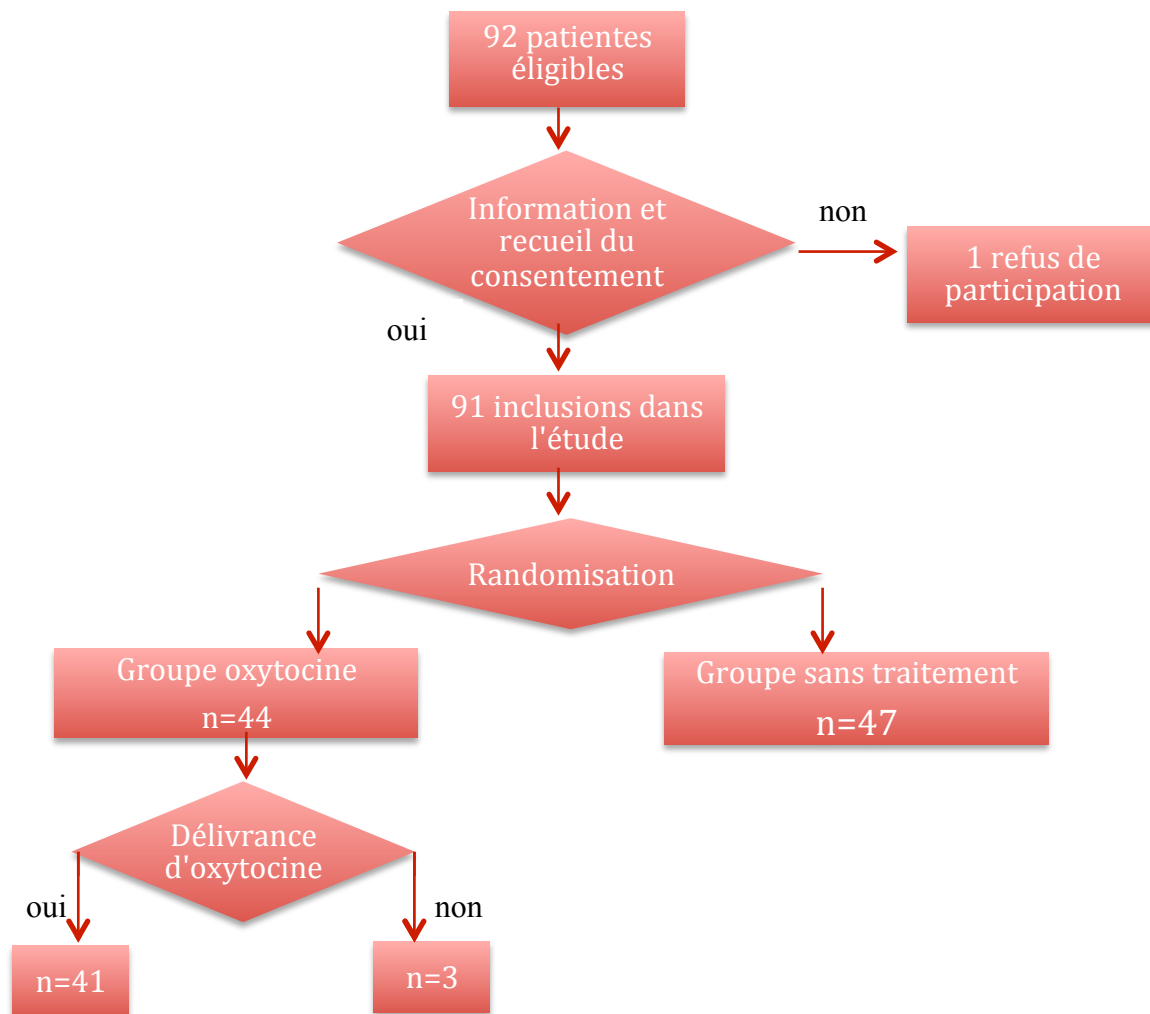 92 patientes
éligibles
Information et
recueil du
consentement
non
1 refus de
participation
oui
91 inclusions dans
l'étude
Randomisation
Groupe oxytocine
n=44
Groupe sans traitement
n=47
Délivrance
d'oxytocine
oui
non
n=41
n=3